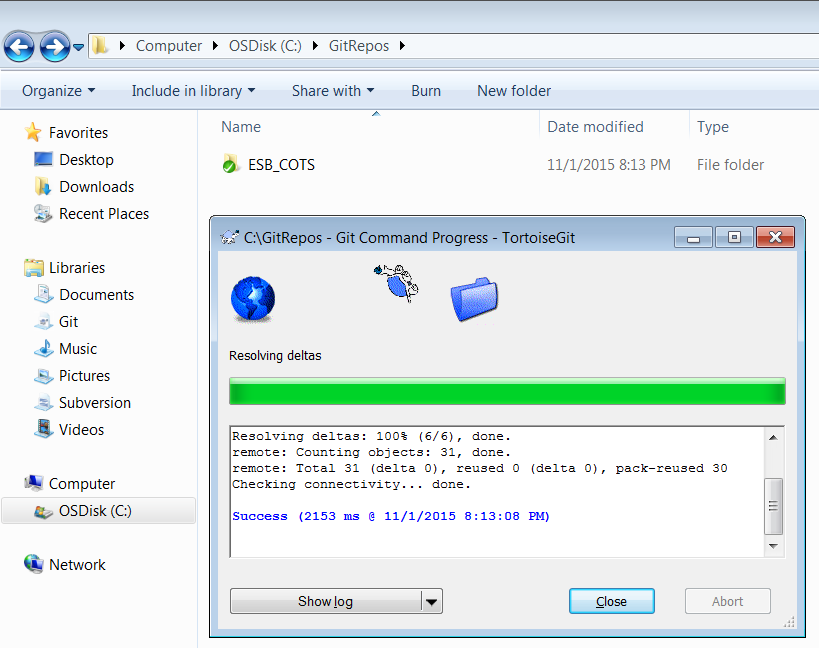 Computer OSDisk (C:) GitRepos
Organize Include in library Share with Burn New folder
Favorites
Desktop
Downloads
Recent Places
Libraries
Documents
Git
Music
Pictures
Subversion
Videos
Computer
OSDisk (C:)
Network
Name Date modified Type
ESB_COTS 11/1/2015 8:13 PM File folder
C:\GitRepos - Git Command Progress - TortoiseGit
Resolving deltas
Resolving deltas: 100% (6/6), done.
remote: Counting objects: 31, done.
remote: Total 31 (delta 0), reused 0 (delta 0), pack-reused 30
Checking connectivity... done.
Success (2153 ms @ 11/1/2015 8:13:08 PM)
Show log Close Abort